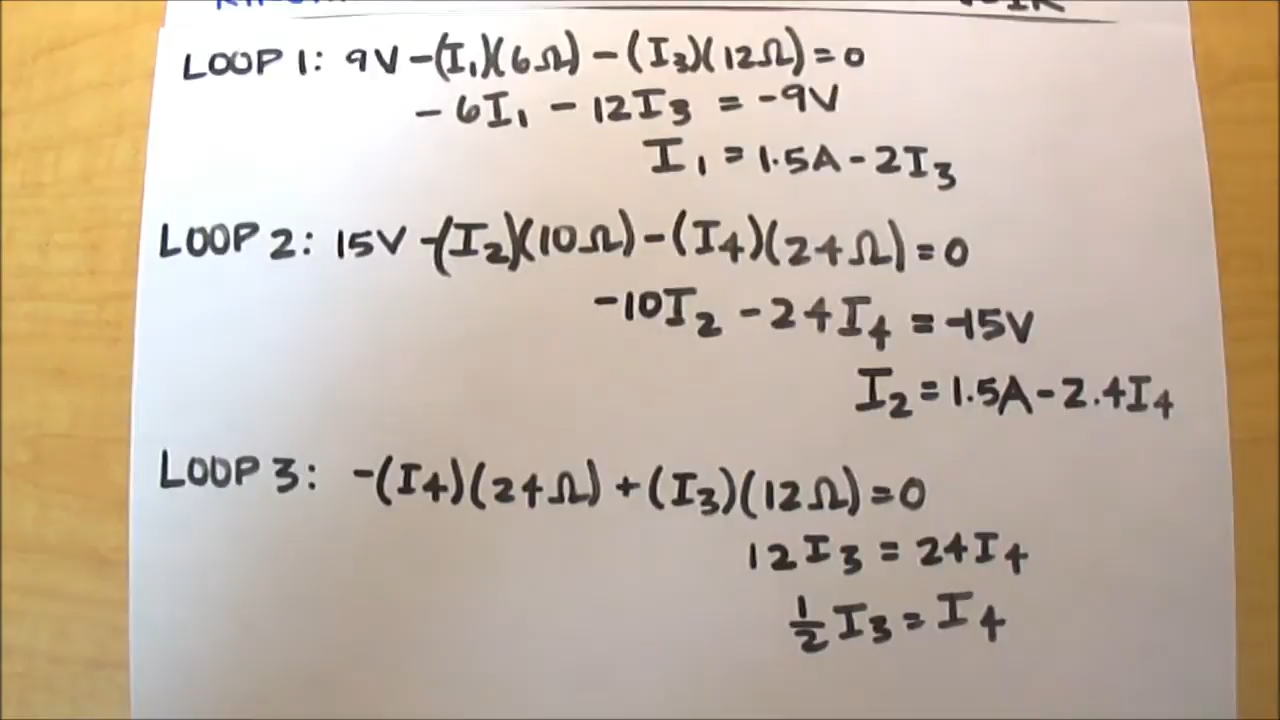 LOOP 1: 9V -(I₁)(6Ω) - (I₃)(12Ω) = 0
- 6I₁ - 12I₃ = -9V
I₁ = 1.5A - 2I₃
LOOP 2: 15V -(I₂)(10Ω) - (I₄)(24Ω) = 0
-10I₂ - 24I₄ = -15V
I₂ = 1.5A - 2.4I₄
LOOP 3: -(I₄)(24Ω) + (I₃)(12Ω) = 0
12I₃ = 24I₄
½I₃ = I₄